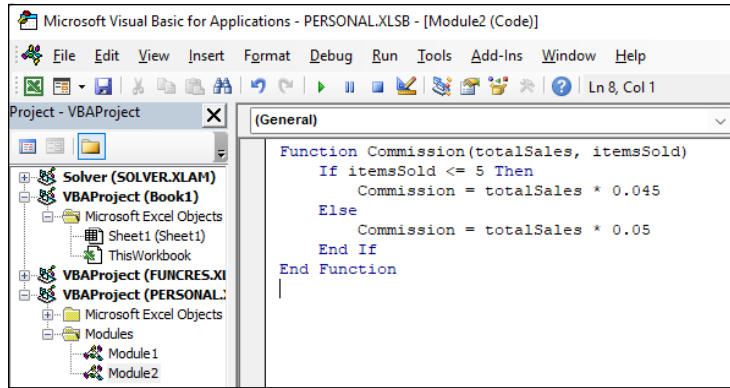 Microsoft Visual Basic for Applications - PERSONAL.XLSB - [Module2 (Code)]
File Edit View Insert Format Debug Run Tools Add-Ins Window Help
Ln 8, Col 1
Project - VBAProject
Solver (SOLVER.XLAM)
VBAProject (Book1)
Microsoft Excel Objects
Sheet1 (Sheet1)
ThisWorkbook
VBAProject (FUNCRES.XL
VBAProject (PERSONAL.
Microsoft Excel Objects
Modules
Module1
Module2
(General)
Function Commission(totalSales, itemsSold)
If itemsSold <= 5 Then
Commission = totalSales * 0.045
Else
Commission = totalSales * 0.05
End If
End Function